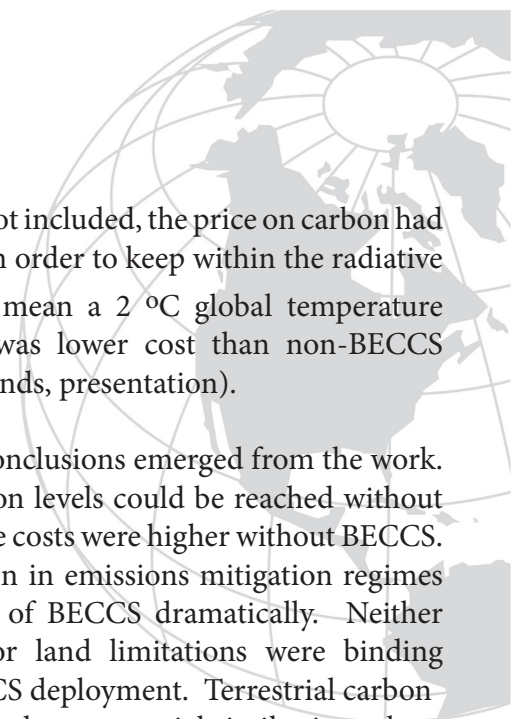 ot included, the price on carbon had
n order to keep within the radiative
mean a 2 ºC global temperature
was lower cost than non-BECCS
nds, presentation).
onclusions emerged from the work.
on levels could be reached without
e costs were higher without BECCS.
n in emissions mitigation regimes
of BECCS dramatically. Neither
or land limitations were binding
CS deployment. Terrestrial carbon